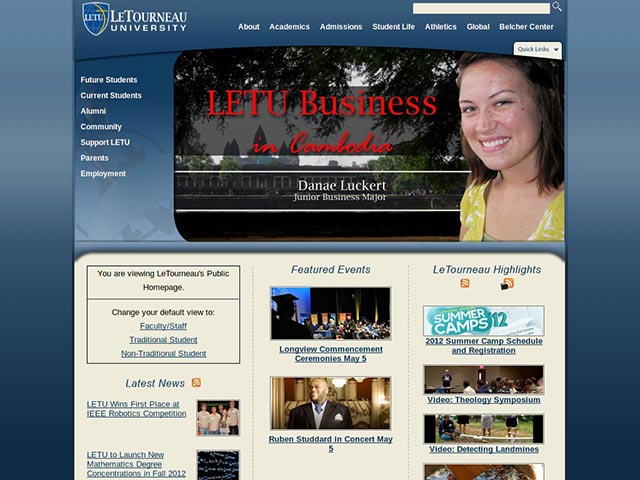 LETU
LETOURNEAU
UNIVERSITY
About
Academics
Admissions
Student Life
Athletics
Global
Belcher Center
Quick Links
Future Students
Current Students
Alumni
Community
Support LETU
Parents
Employment
LETU Business
in Cambodia
Danae Luckert
Junior Business Major
You are viewing LeTourneau's Public
Homepage.
Change your default view to:
Faculty/Staff
Traditional Student
Non-Traditional Student
Latest News
LETU Wins First Place at
IEEE Robotics Competition
LETU to Launch New
Mathematics Degree
Concentrations in Fall 2012
Featured Events
Longview Commencement
Ceremonies May 5
Ruben Studdard in Concert May
5
LeTourneau Highlights
SUMMER
CAMPS 12
2012 Summer Camp Schedule
and Registration
Video: Theology Symposium
Video: Detecting Landmines